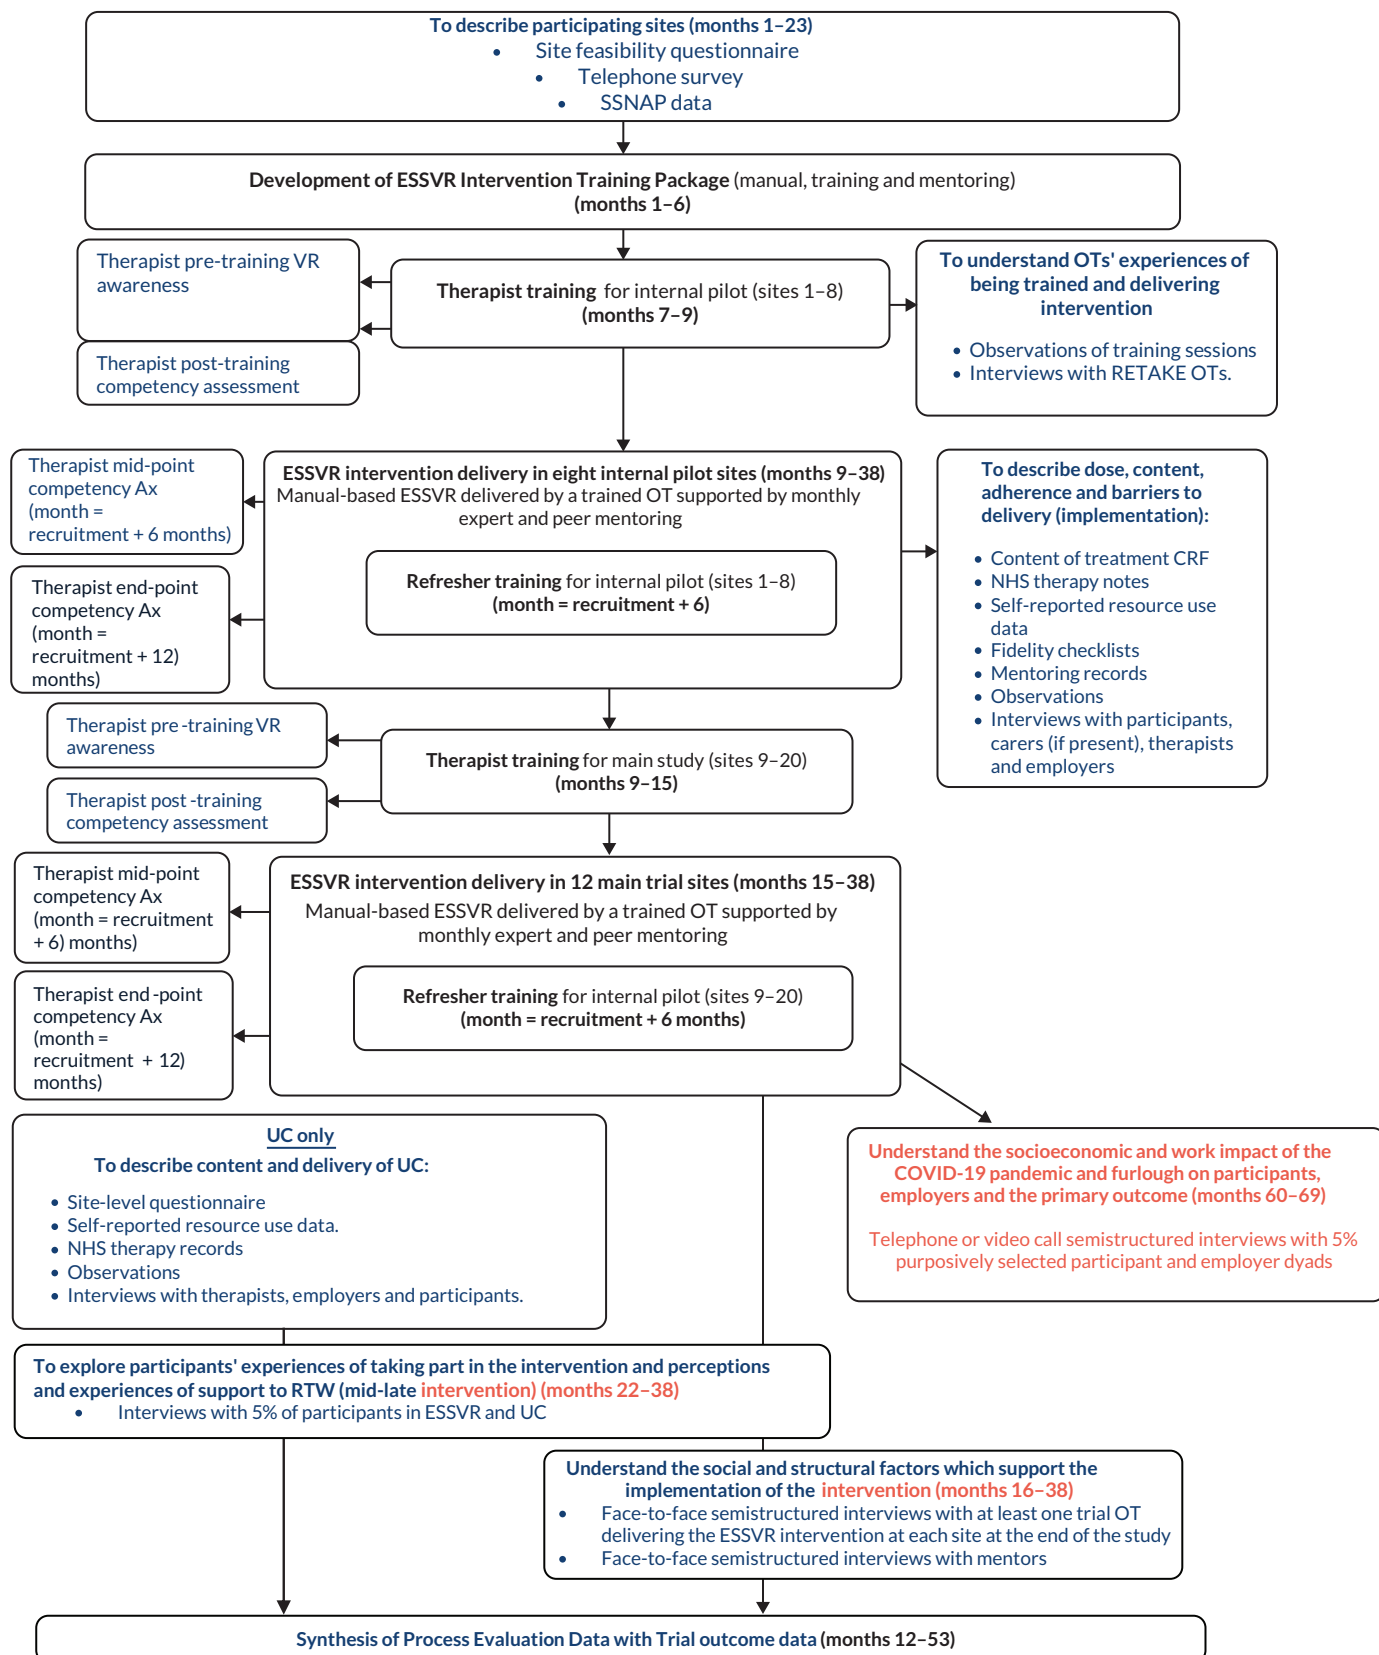 To describe participating sites (months 1–23)
• Site feasibility questionnaire
• Telephone survey
• SSNAP data
Development of ESSVR Intervention Training Package (manual, training and mentoring)
(months 1–6)
Therapist pre-training VR
awareness
Therapist training for internal pilot (sites 1–8)
(months 7–9)
To understand OTs' experiences of
being trained and delivering
intervention
• Observations of training sessions
• Interviews with RETAKE OTs.
Therapist post-training
competency assessment
Therapist mid-point
competency Ax
(month =
recruitment + 6 months)
ESSVR intervention delivery in eight internal pilot sites (months 9–38)
Manual-based ESSVR delivered by a trained OT supported by monthly
expert and peer mentoring
Refresher training for internal pilot (sites 1–8)
(month = recruitment + 6)
To describe dose, content,
adherence and barriers to
delivery (implementation):
• Content of treatment CRF
• NHS therapy notes
• Self-reported resource use
data
• Fidelity checklists
• Mentoring records
• Observations
• Interviews with participants,
carers (if present), therapists
and employers
Therapist end-point
competency Ax
(month =
recruitment + 12)
months)
Therapist pre-training VR
awareness
Therapist training for main study (sites 9–20)
(months 9–15)
Therapist post-training
competency assessment
Therapist mid-point
competency Ax
(month = recruitment
+ 6) months)
ESSVR intervention delivery in 12 main trial sites (months 15–38)
Manual-based ESSVR delivered by a trained OT supported by
monthly expert and peer mentoring
Refresher training for internal pilot (sites 9–20)
(month = recruitment + 6 months)
Therapist end-point
competency Ax
(month =
recruitment + 12)
months)
UC only
To describe content and delivery of UC:
• Site-level questionnaire
• Self-reported resource use data.
• NHS therapy records
• Observations
• Interviews with therapists, employers and participants.
Understand the socioeconomic and work impact of the
COVID-19 pandemic and furlough on participants,
employers and the primary outcome (months 60–69)
Telephone or video call semistructured interviews with 5%
purposively selected participant and employer dyads
To explore participants' experiences of taking part in the intervention and perceptions
and experiences of support to RTW (mid-late intervention) (months 22–38)
• Interviews with 5% of participants in ESSVR and UC
Understand the social and structural factors which support the
implementation of the intervention (months 16–38)
• Face-to-face semistructured interviews with at least one trial OT
delivering the ESSVR intervention at each site at the end of the study
• Face-to-face semistructured interviews with mentors
Synthesis of Process Evaluation Data with Trial outcome data (months 12–53)